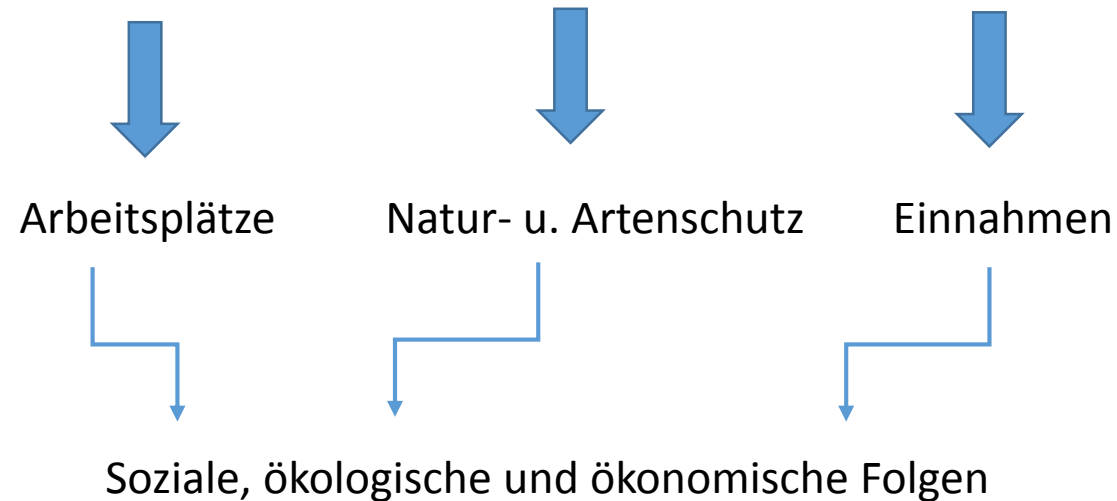 Arbeitsplätze Natur- u. Artenschutz Einnahmen
Soziale, ökologische und ökonomische Folgen